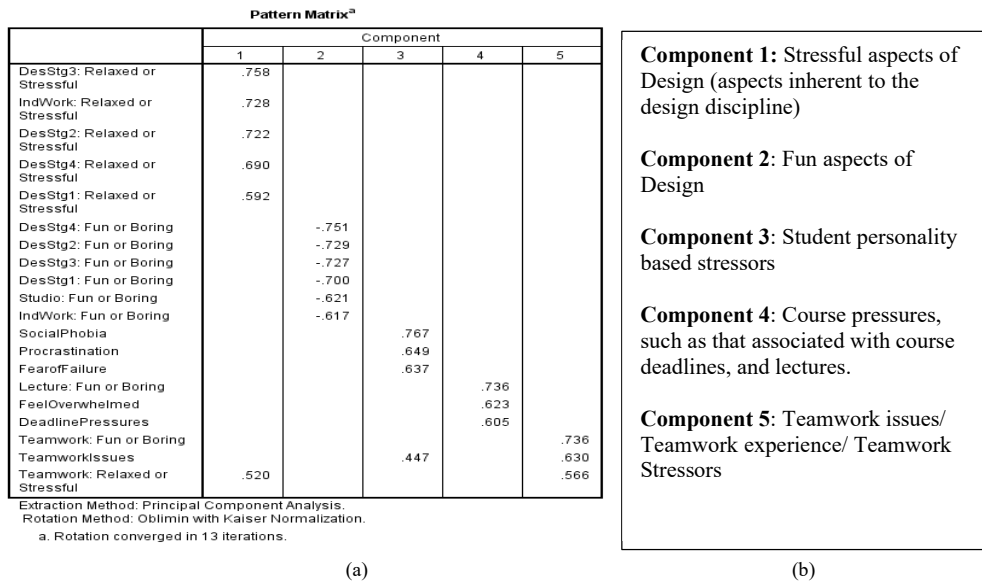 Pattern Matrixa
Component
1 2 3 4 5
DesStg3: Relaxed or
Stressful .758
IndWork: Relaxed or
Stressful .728
DesStg2: Relaxed or
Stressful .722
DesStg4: Relaxed or
Stressful .690
DesStg1: Relaxed or
Stressful .592
DesStg4: Fun or Boring -.751
DesStg2: Fun or Boring -.729
DesStg3: Fun or Boring -.727
DesStg1: Fun or Boring -.700
Studio: Fun or Boring -.621
IndWork: Fun or Boring -.617
SocialPhobia .767
Procrastination .649
FearofFailure .637
Lecture: Fun or Boring .736
FeelOverwhelmed .623
DeadlinePressures .605
Teamwork: Fun or Boring .736
TeamworkIssues .447 .630
Teamwork: Relaxed or
Stressful .520 .566
Extraction Method: Principal Component Analysis.
Rotation Method: Oblimin with Kaiser Normalization.
a. Rotation converged in 13 iterations.
(a)
Component 1: Stressful aspects of
Design (aspects inherent to the
design discipline)
Component 2: Fun aspects of
Design
Component 3: Student personality
based stressors
Component 4: Course pressures,
such as that associated with course
deadlines, and lectures.
Component 5: Teamwork issues/
Teamwork experience/ Teamwork
Stressors
(b)